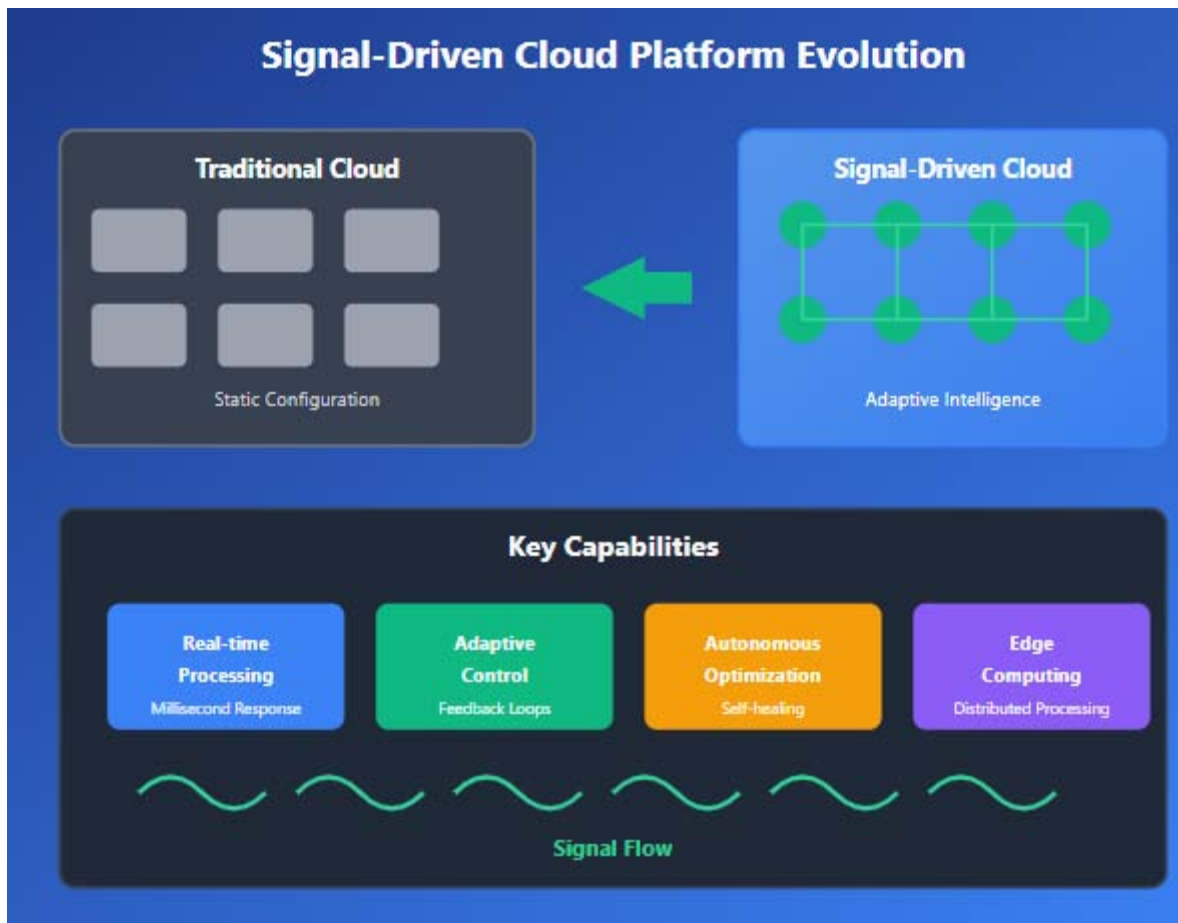 Signal-Driven Cloud Platform Evolution
Traditional Cloud
Static Configuration
Signal-Driven Cloud
Adaptive Intelligence
Key Capabilities
Real-time
Processing
Millisecond Response
Adaptive
Control
Feedback Loops
Autonomous
Optimization
Self-healing
Edge
Computing
Distributed Processing
Signal Flow